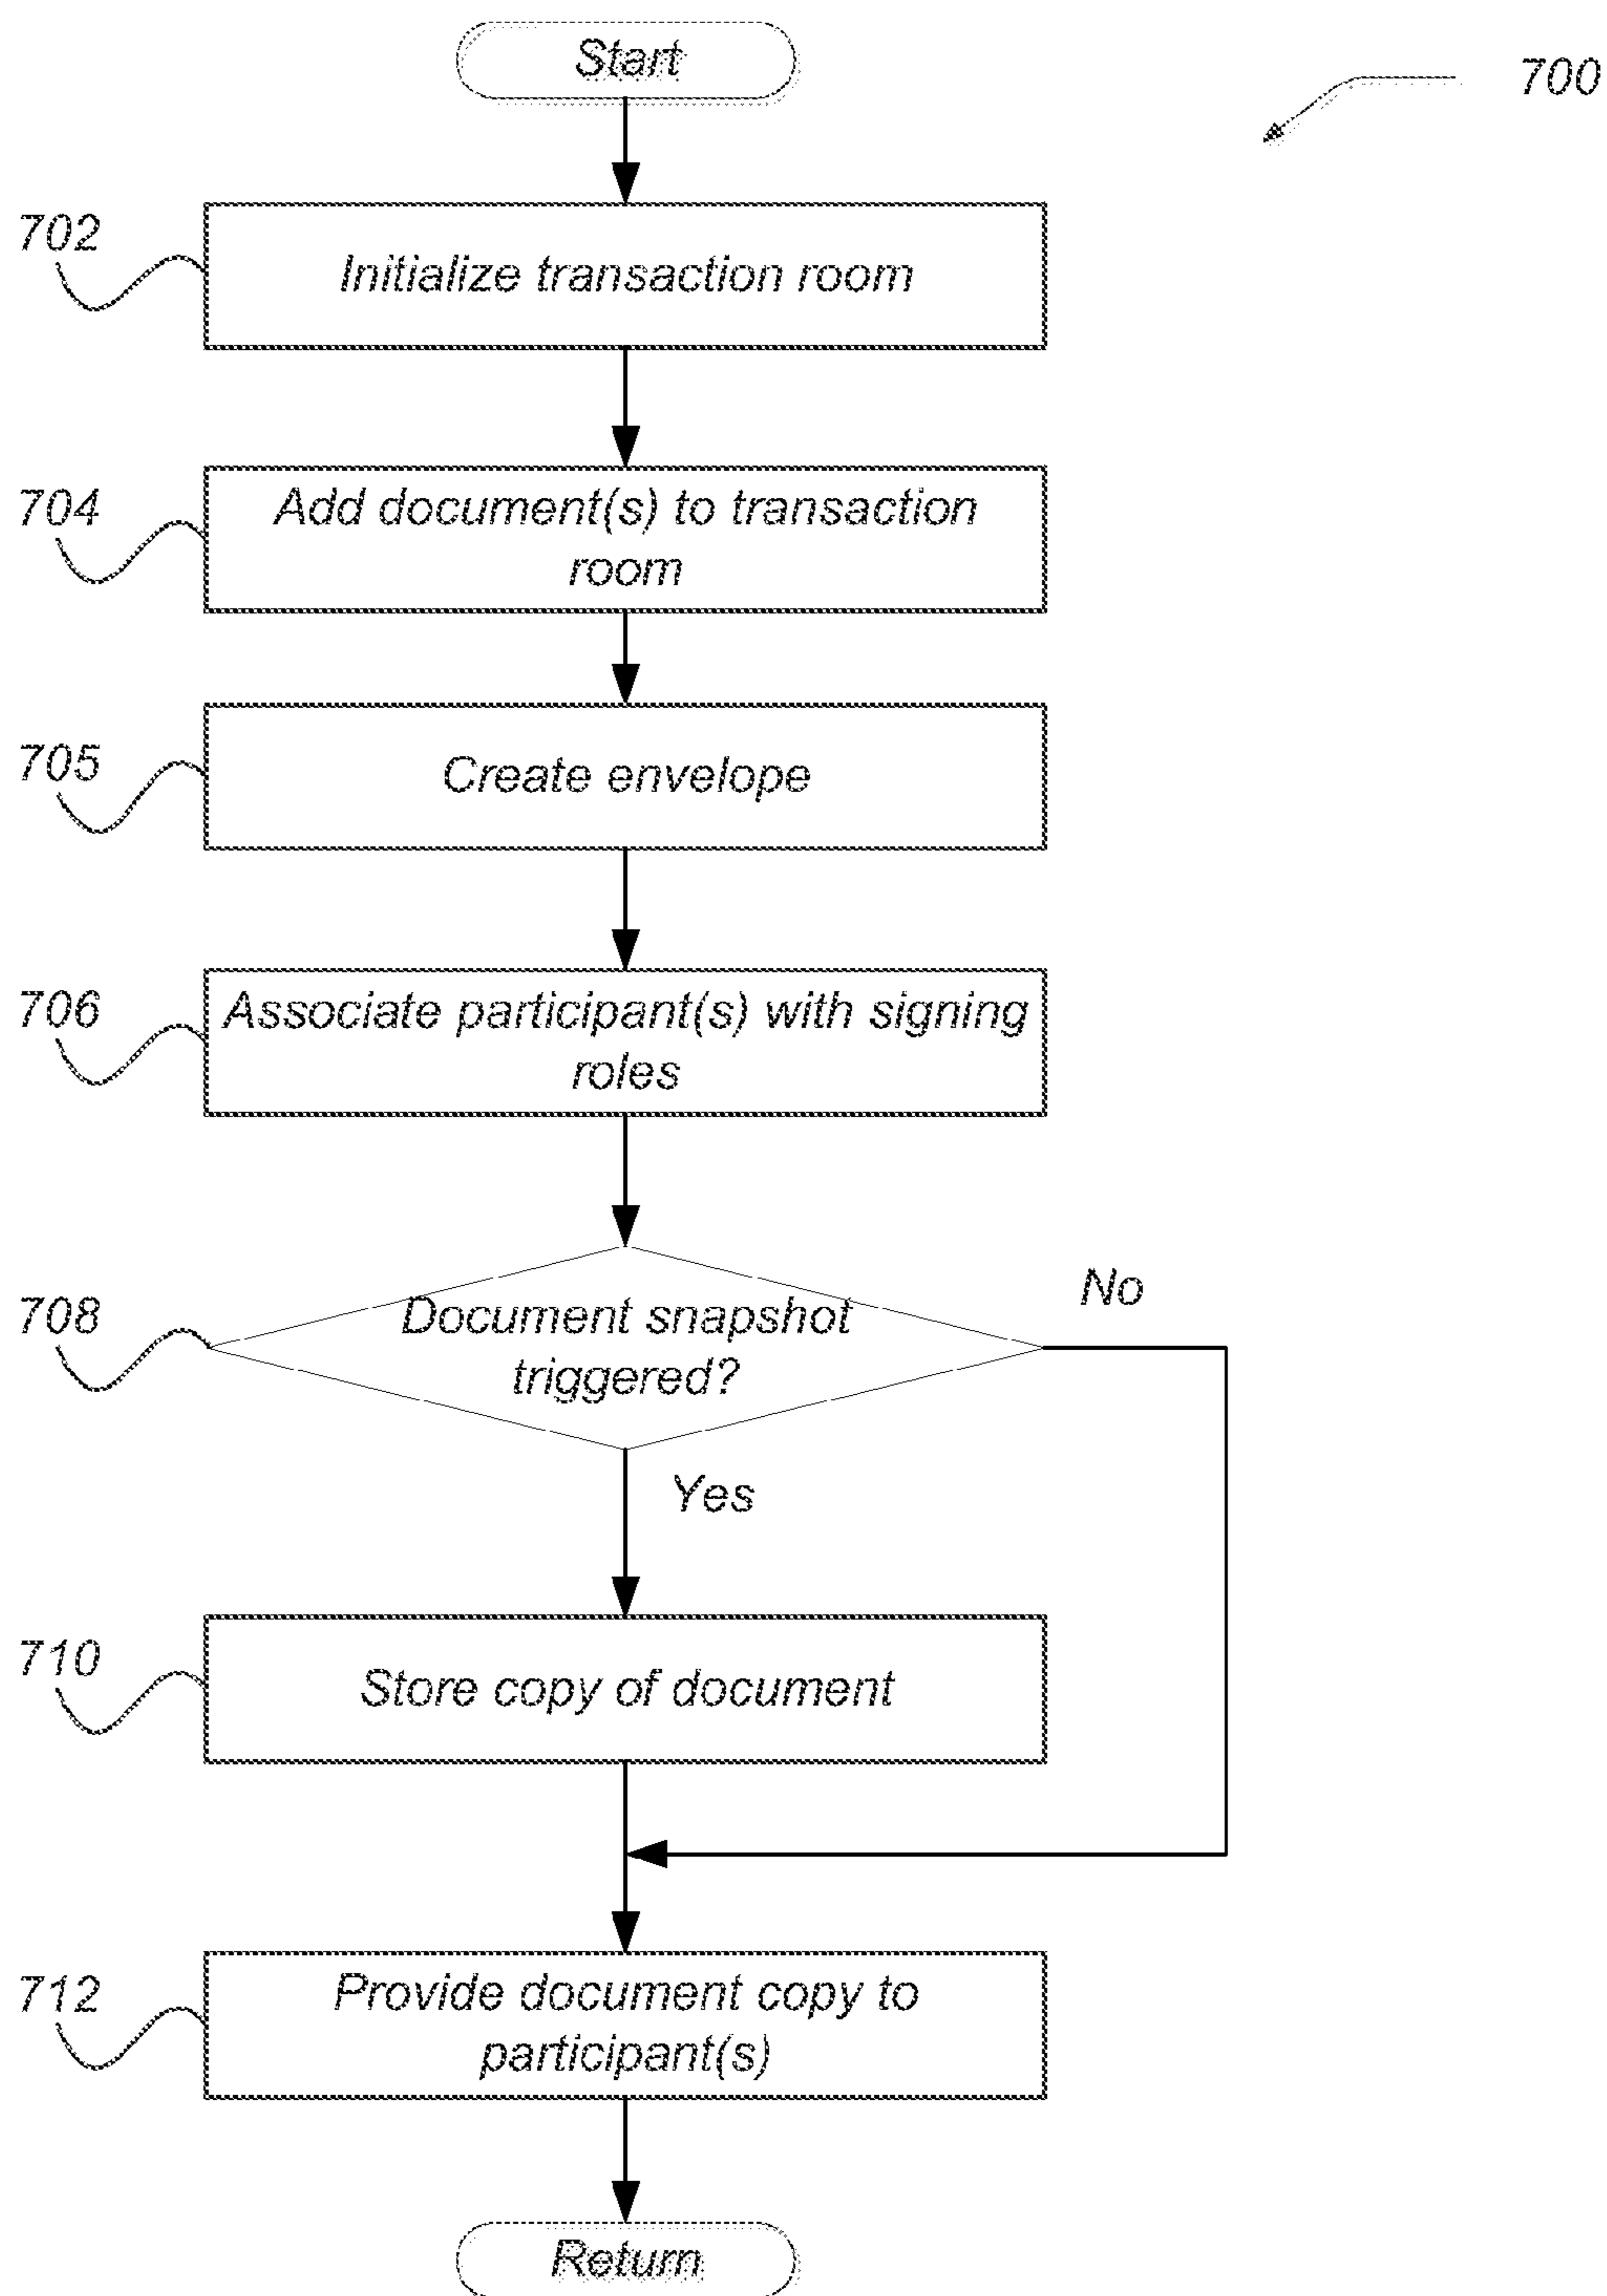 Start
700
702
Initialize transaction room
704
Add document(s) to transaction
room
705
Create envelope
706
Associate participant(s) with signing
roles
708
Document snapshot
triggered?
No
Yes
710
Store copy of document
712
Provide document copy to
participant(s)
Return